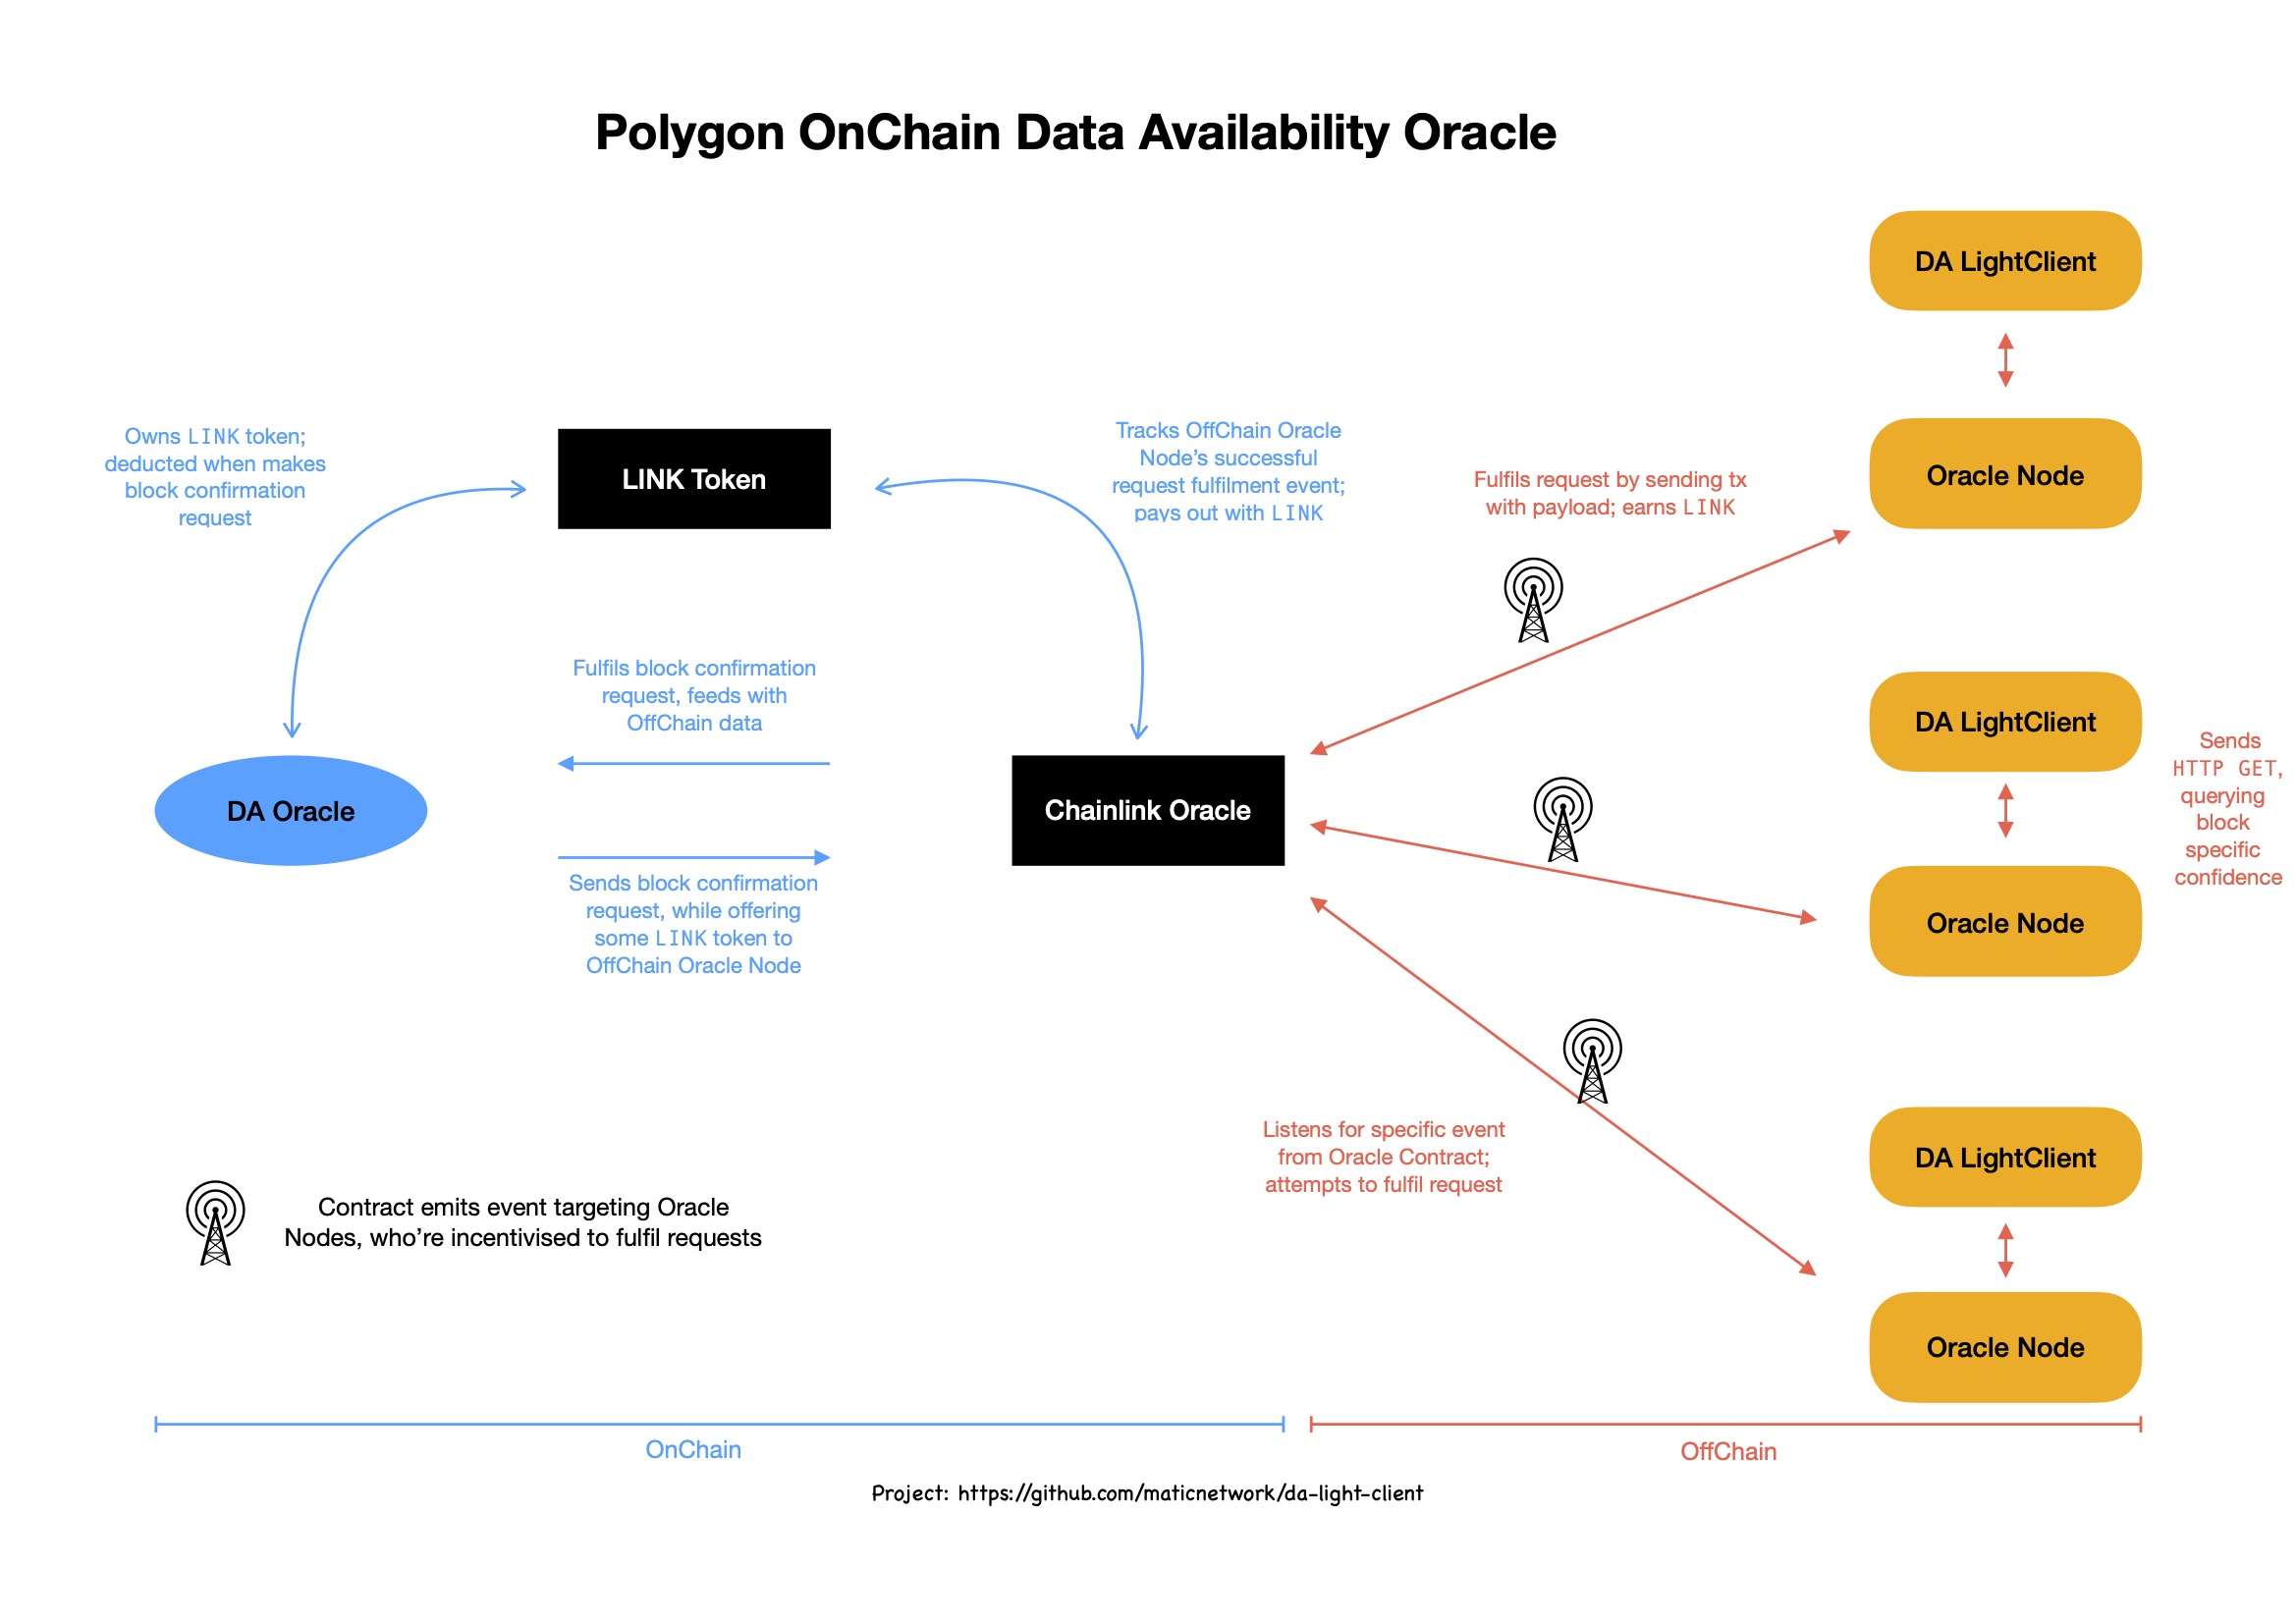 Polygon OnChain Data Availability Oracle
DA LightClient
Oracle Node
Owns LINK token;
deducted when makes
block confirmation
request
LINK Token
Tracks OffChain Oracle
Node's successful
request fulfilment event;
pays out with LINK
Fulfils request by sending tx
with payload; earns LINK
Fulfils block confirmation
request, feeds with
OffChain data
DA Oracle
Chainlink Oracle
Sends block confirmation
request, while offering
some LINK token to
OffChain Oracle Node
DA LightClient
Sends
HTTP GET,
querying
block
specific
confidence
Oracle Node
Listens for specific event
from Oracle Contract;
attempts to fulfil request
DA LightClient
Oracle Node
Contract emits event targeting Oracle
Nodes, who're incentivised to fulfil requests
OnChain
OffChain
Project: https://github.com/maticnetwork/da-light-client